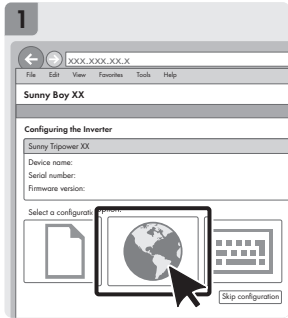 1
xxx.xxx.xx.x
File Edit View Favorites Tools Help
Sunny Boy XX
Configuring the Inverter
Sunny Tripower XX
Device name:
Serial number:
Firmware version:
Select a configuration option:
Skip configuration